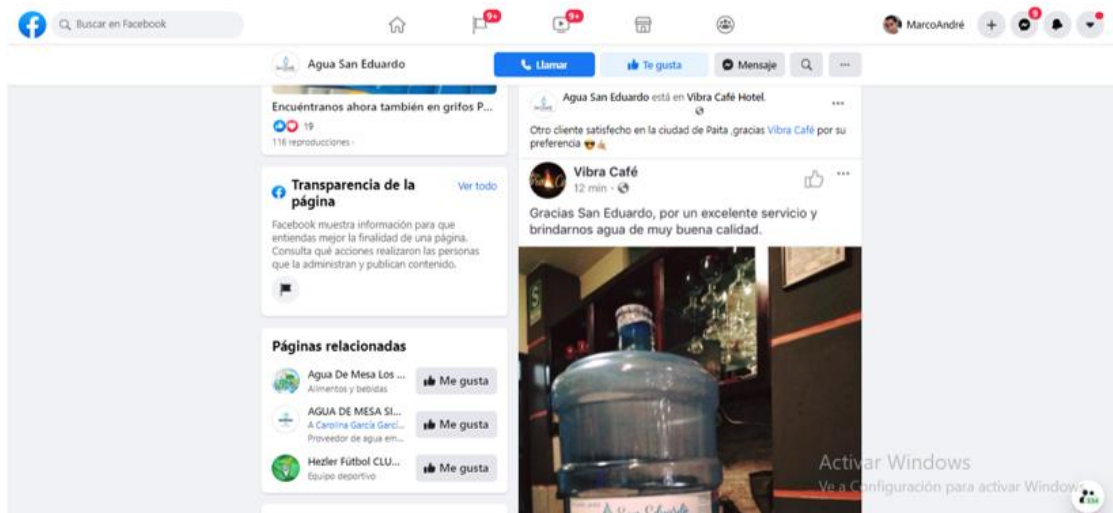 Buscar en Facebook
9+
9+
MarcoAndré
9
Agua San Eduardo
Llamar
Te gusta
Mensaje
Encuéntranos ahora también en grifos P...
19
116 reproducciones ·
Transparencia de la página
Ver todo
Facebook muestra información para que
entiendas mejor la finalidad de una página.
Consulta qué acciones realizaron las personas
que la administran y publican contenido.
Páginas relacionadas
Agua De Mesa Los ...
Alimentos y bebidas
Me gusta
AGUA DE MESA SI...
A Carolina García Garcí...
Proveedor de agua em...
Me gusta
Hezler Fútbol CLU...
Equipo deportivo
Me gusta
Agua San Eduardo está en Vibra Café Hotel.
Otro cliente satisfecho en la ciudad de Paita ,gracias Vibra Café por su
preferencia 😎🤙
Vibra Café
12 min ·
Gracias San Eduardo, por un excelente servicio y
brindarnos agua de muy buena calidad.
San Eduardo
Activar Windows
Ve a Configuración para activar Windows.